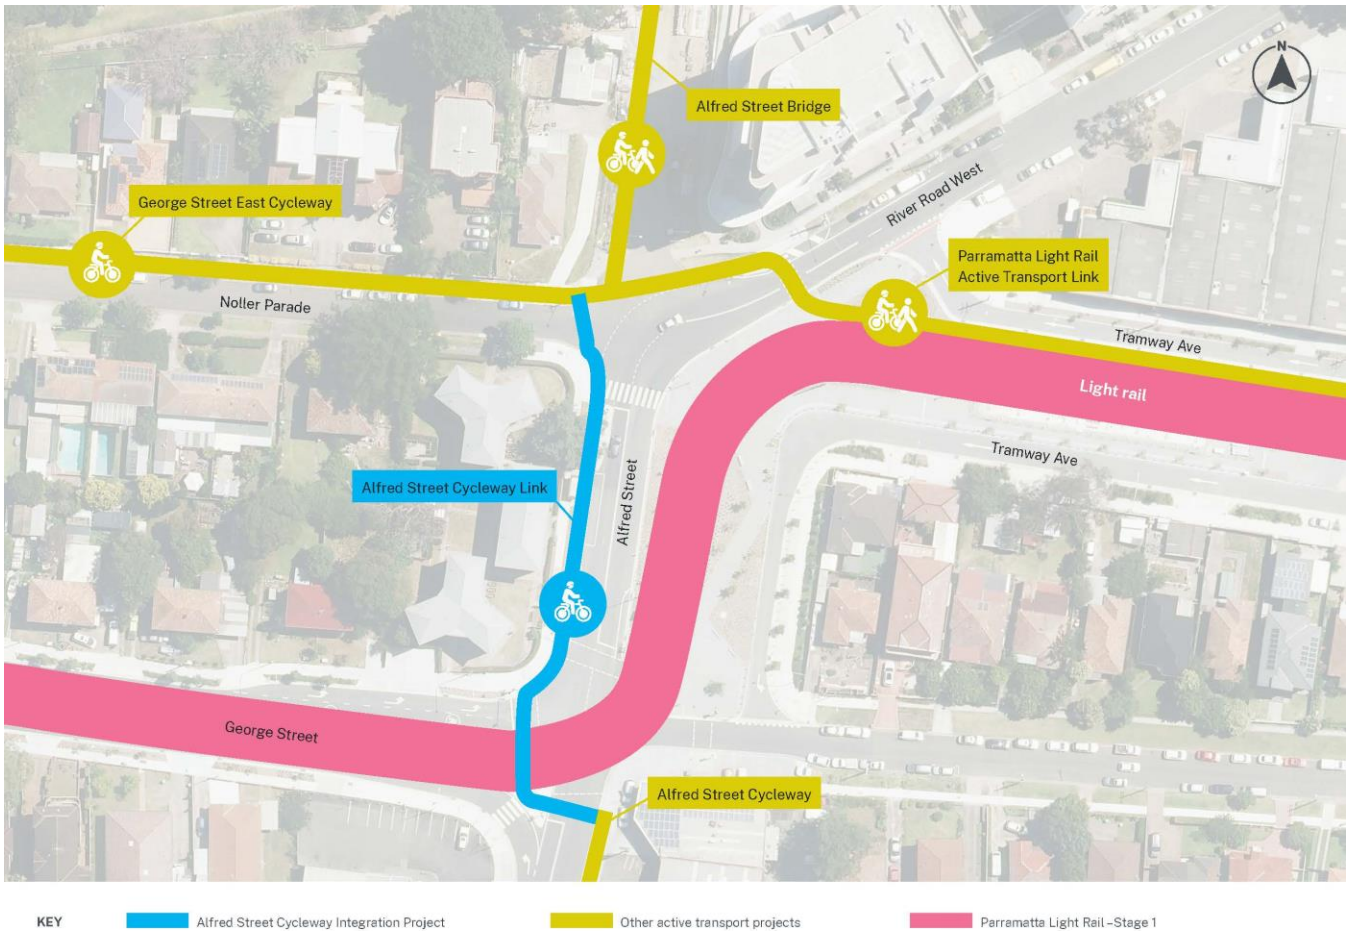 N
Alfred Street Bridge
River Road West
George Street East Cycleway
Parramatta Light Rail
Active Transport Link
Noller Parade
Tramway Ave
Light rail
Tramway Ave
Alfred Street Cycleway Link
Alfred Street
George Street
Alfred Street Cycleway
KEY
Alfred Street Cycleway Integration Project
Other active transport projects
Parramatta Light Rail – Stage 1